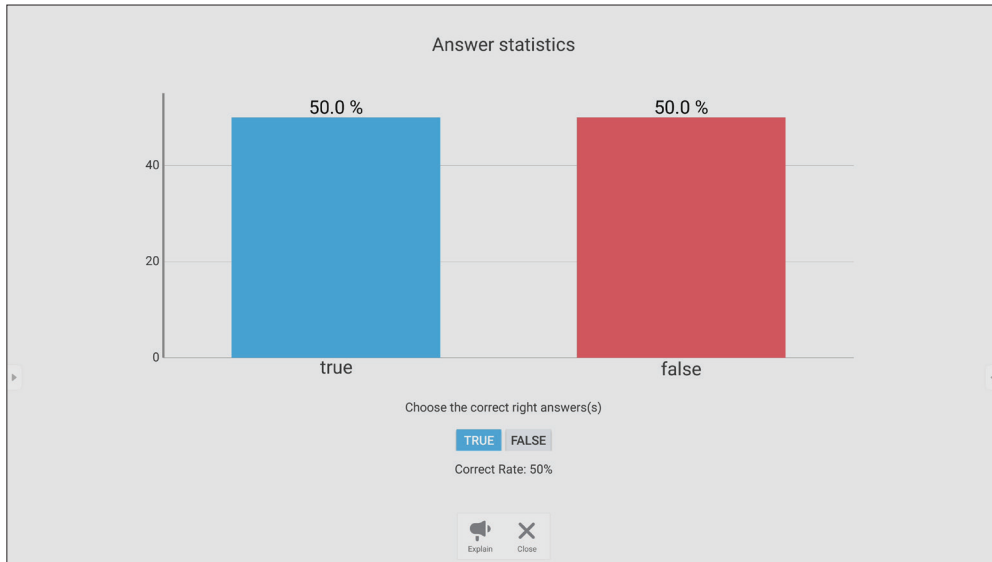 Answer statistics
50.0 % 50.0 %
40
20
0
true false
Choose the correct right answers(s)
TRUE FALSE
Correct Rate: 50%
Explain Close